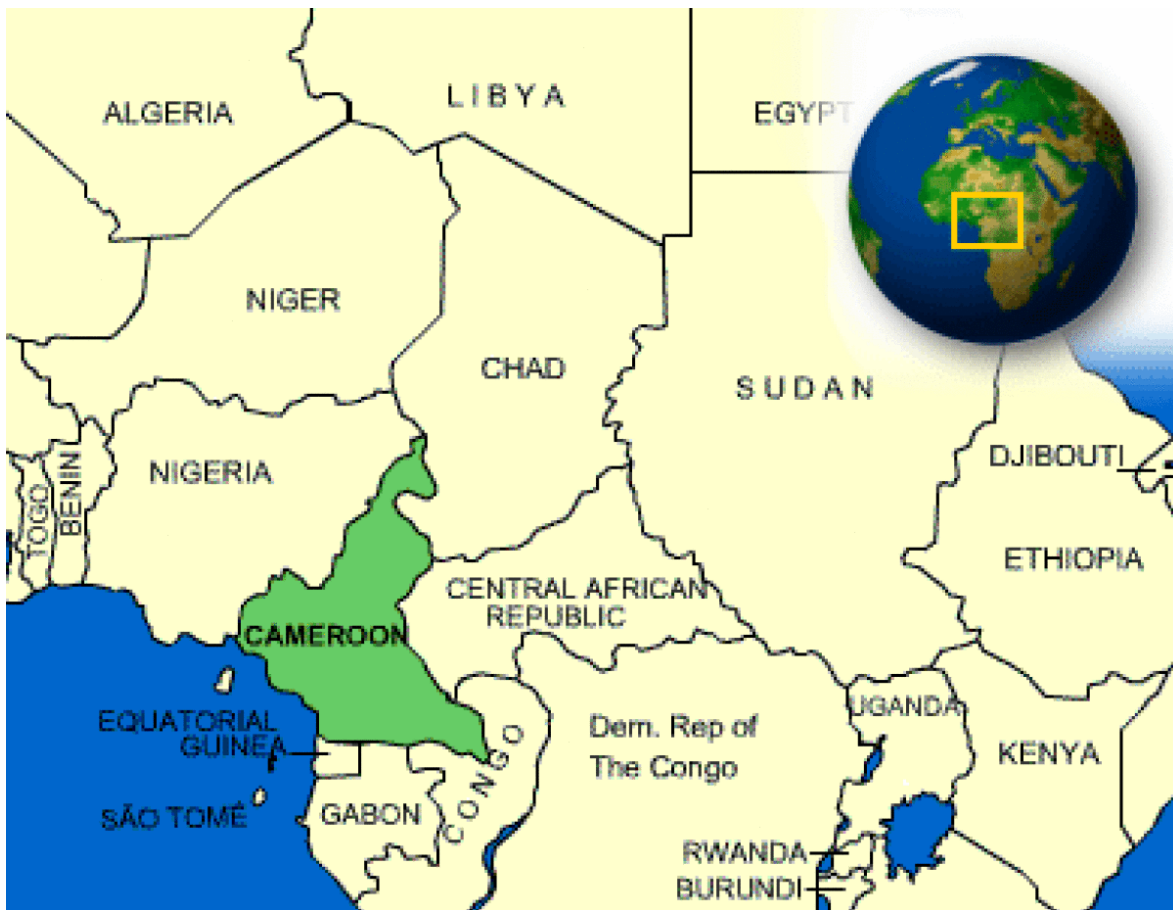 LIBYA
ALGERIA
EGYPT
NIGER
CHAD
SUDAN
NIGERIA
DJIBOUTI
BENIN
TOGO
ETHIOPIA
CENTRAL AFRICAN
REPUBLIC
CAMEROON
UGANDA
EQUATORIAL
GUINEA
Dem. Rep of
The Congo
CONGO
KENYA
SÃO TOMÉ
GABON
RWANDA
BURUNDI